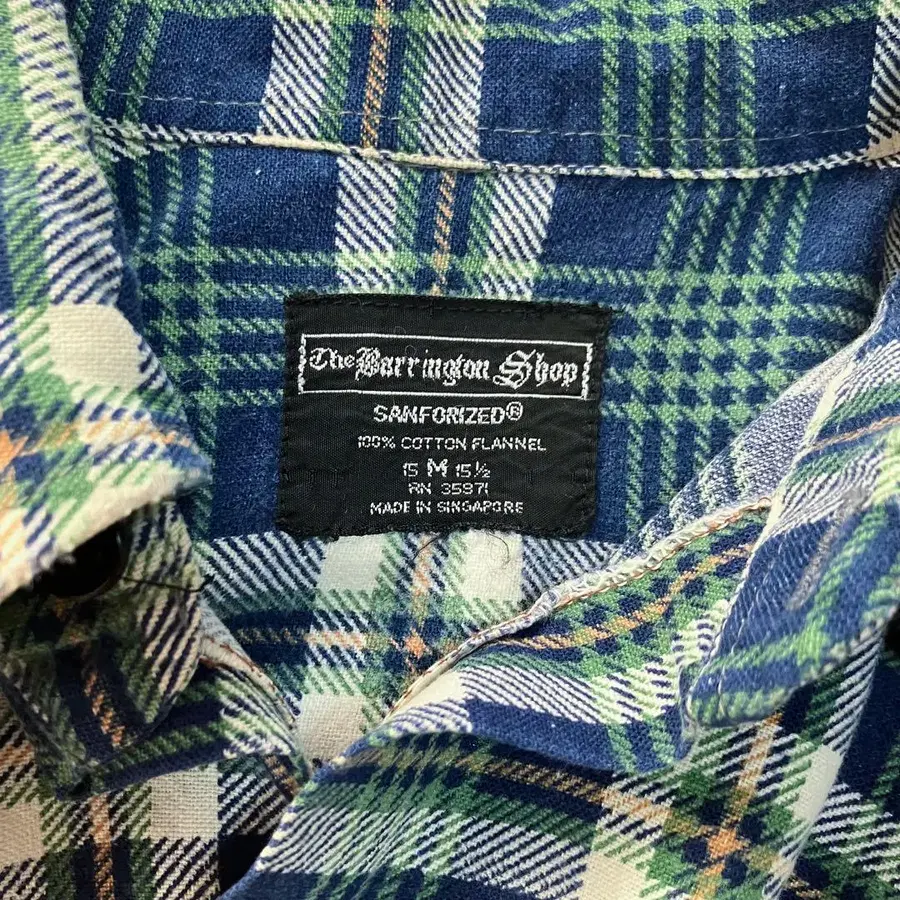 The Barrington Shop
SANFORIZED®
100% COTTON FLANNEL
15 M 15½
RN 35971
MADE IN SINGAPORE